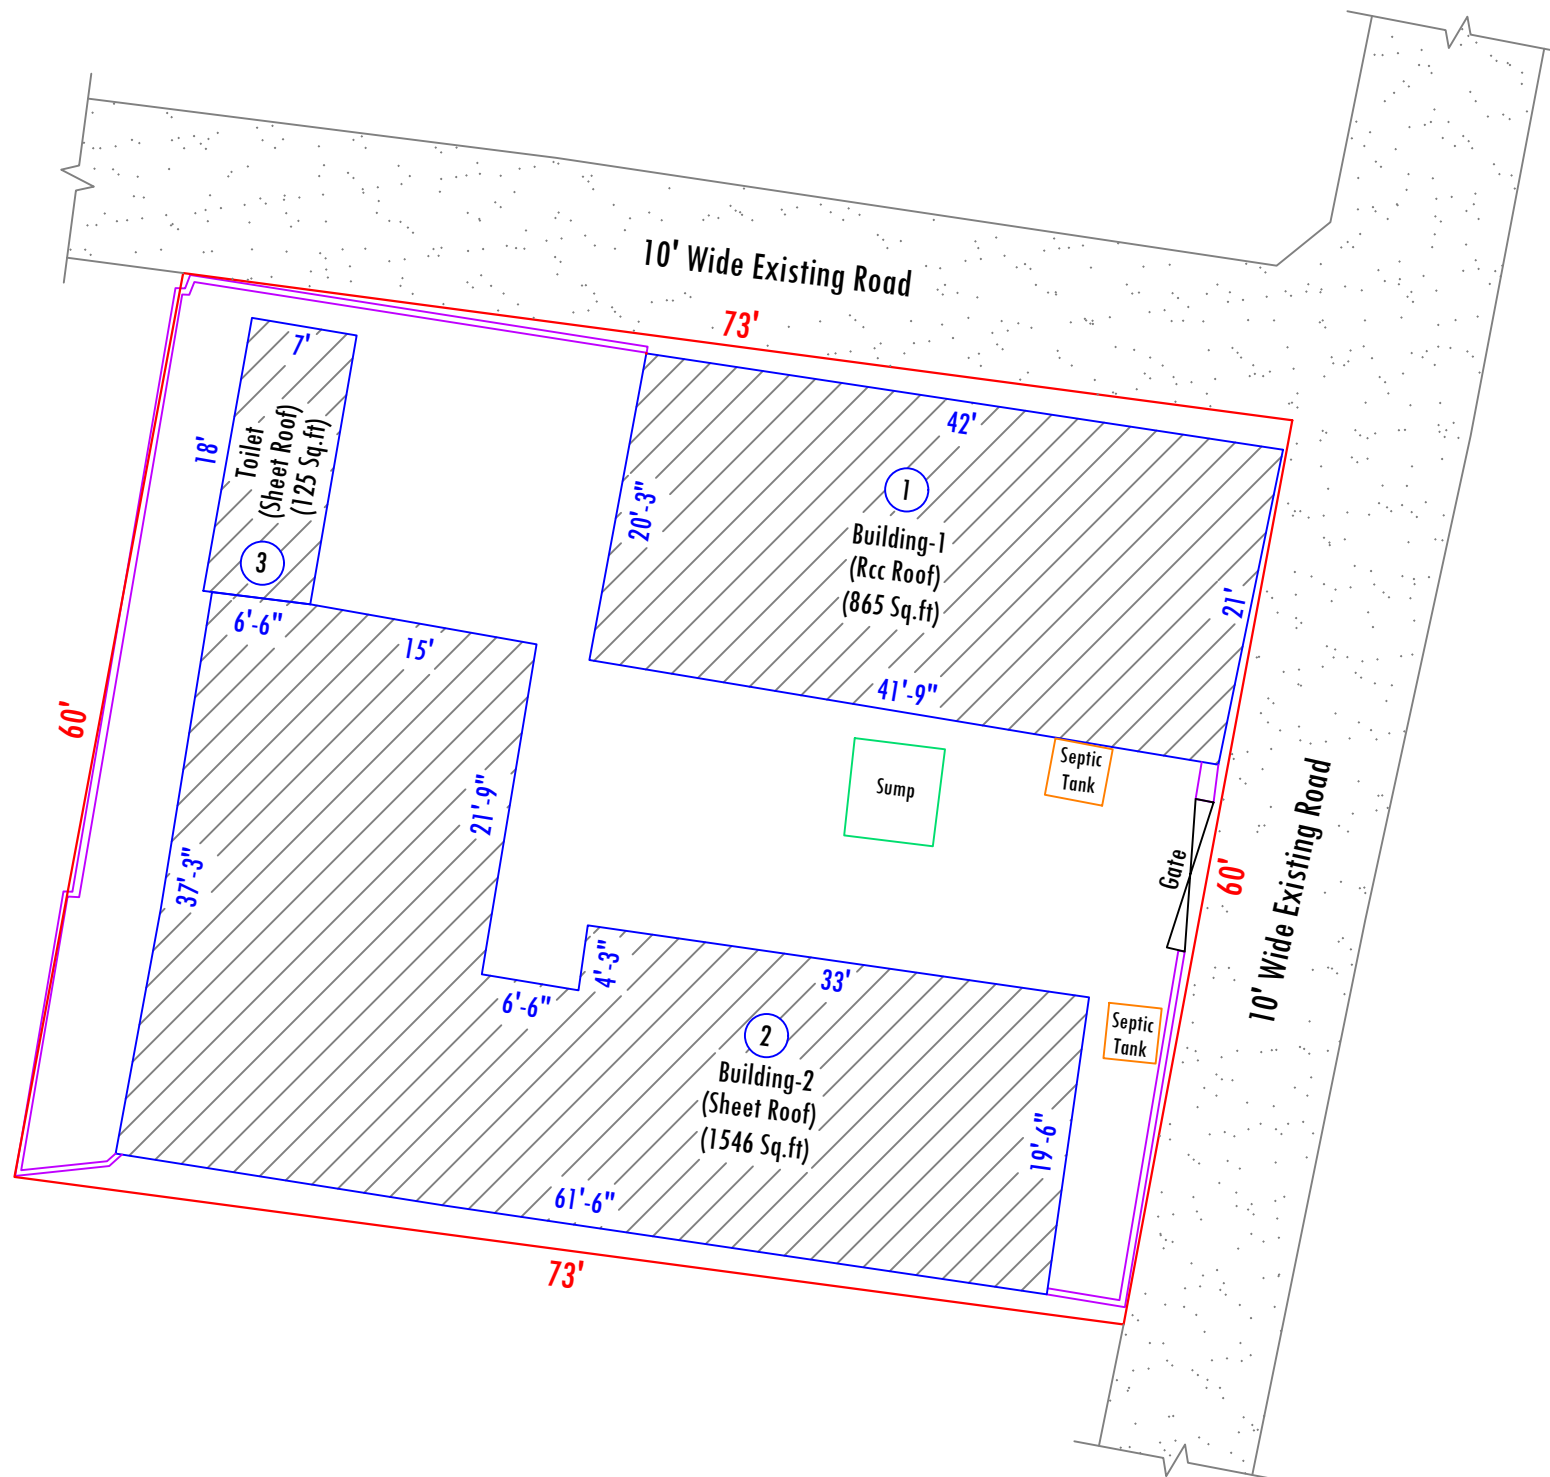 10' Wide Existing Road
73'
7'
18'
Toilet
(Sheet Roof)
(125 Sq.ft)
3
42'
20'-3"
1
Building-1
(Rcc Roof)
(865 Sq.ft)
21'
41'-9"
6'-6"
15'
60'
37'-3"
21'-9"
Sump
Septic
Tank
Gate
60'
10' Wide Existing Road
6'-6"
4'-3"
33'
2
Building-2
(Sheet Roof)
(1546 Sq.ft)
Septic
Tank
19'-6"
61'-6"
73'